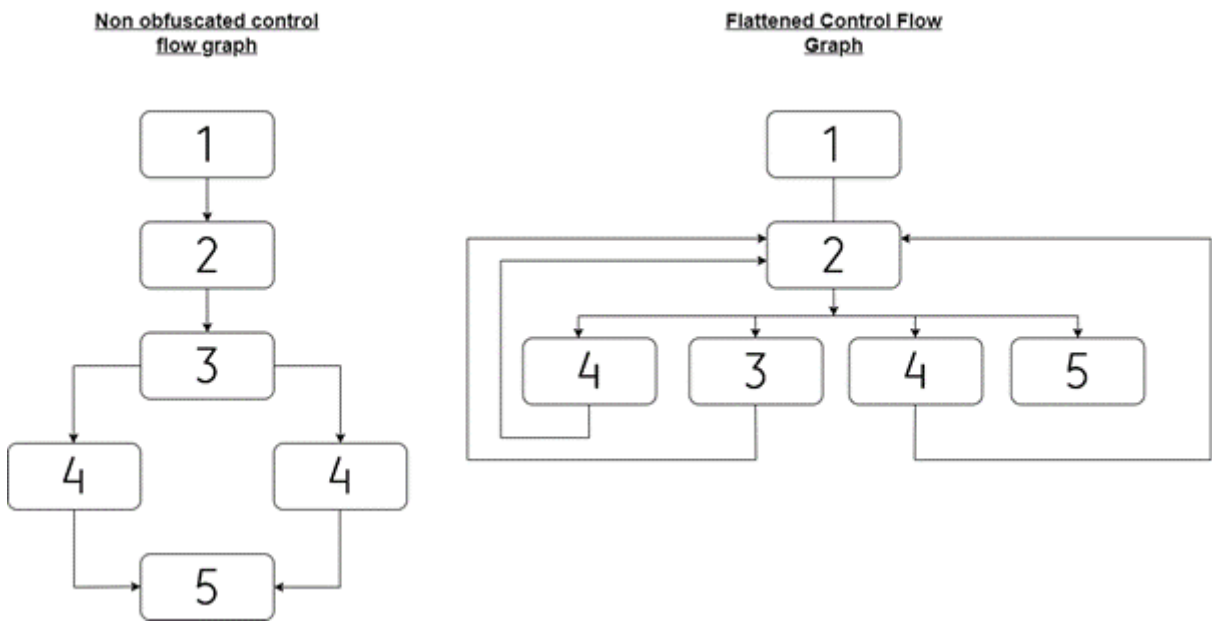 Non obfuscated control
flow graph
1
2
3
4 4
5
Flattened Control Flow
Graph
1
2
4 3 4 5